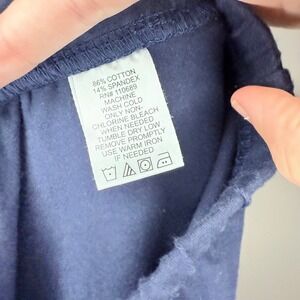 86% COTTON
14% SPANDEX
RN# 110689
MACHINE
WASH COLD
ONLY NON-
CHLORINE BLEACH
WHEN NEEDED
TUMBLE DRY LOW
REMOVE PROMPTLY
USE WARM IRON
IF NEEDED